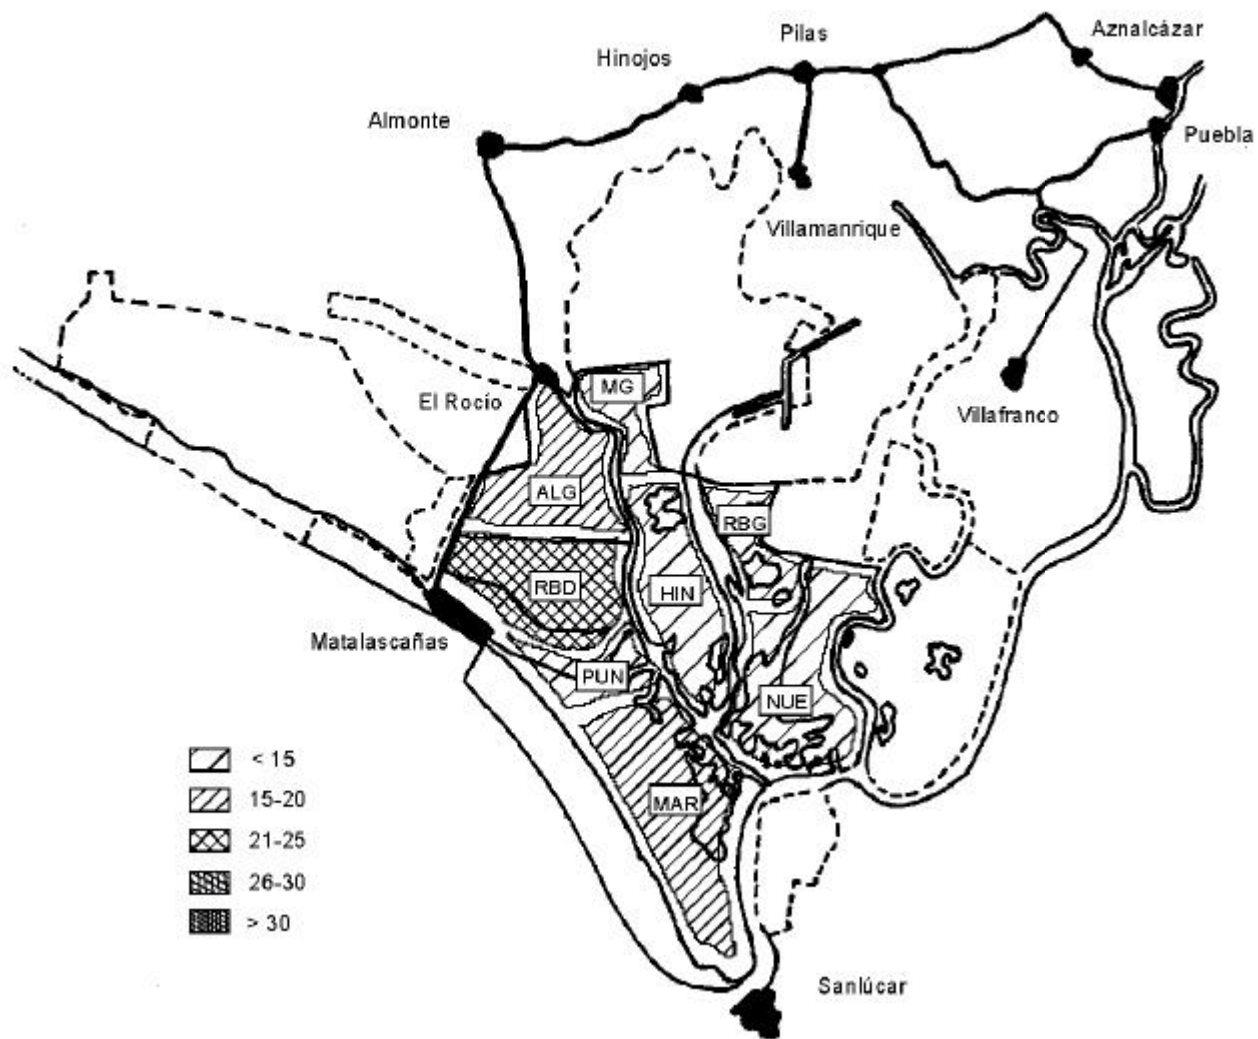 Pilas
Aznalcázar
Hinojos
Almonte
Puebla
Villamanrique
El Rocío
MG
Villafranco
ALG
RBG
RBD
HIN
Matalascañas
PUN
NUE
< 15
15-20
MAR
21-25
26-30
> 30
Sanlúcar